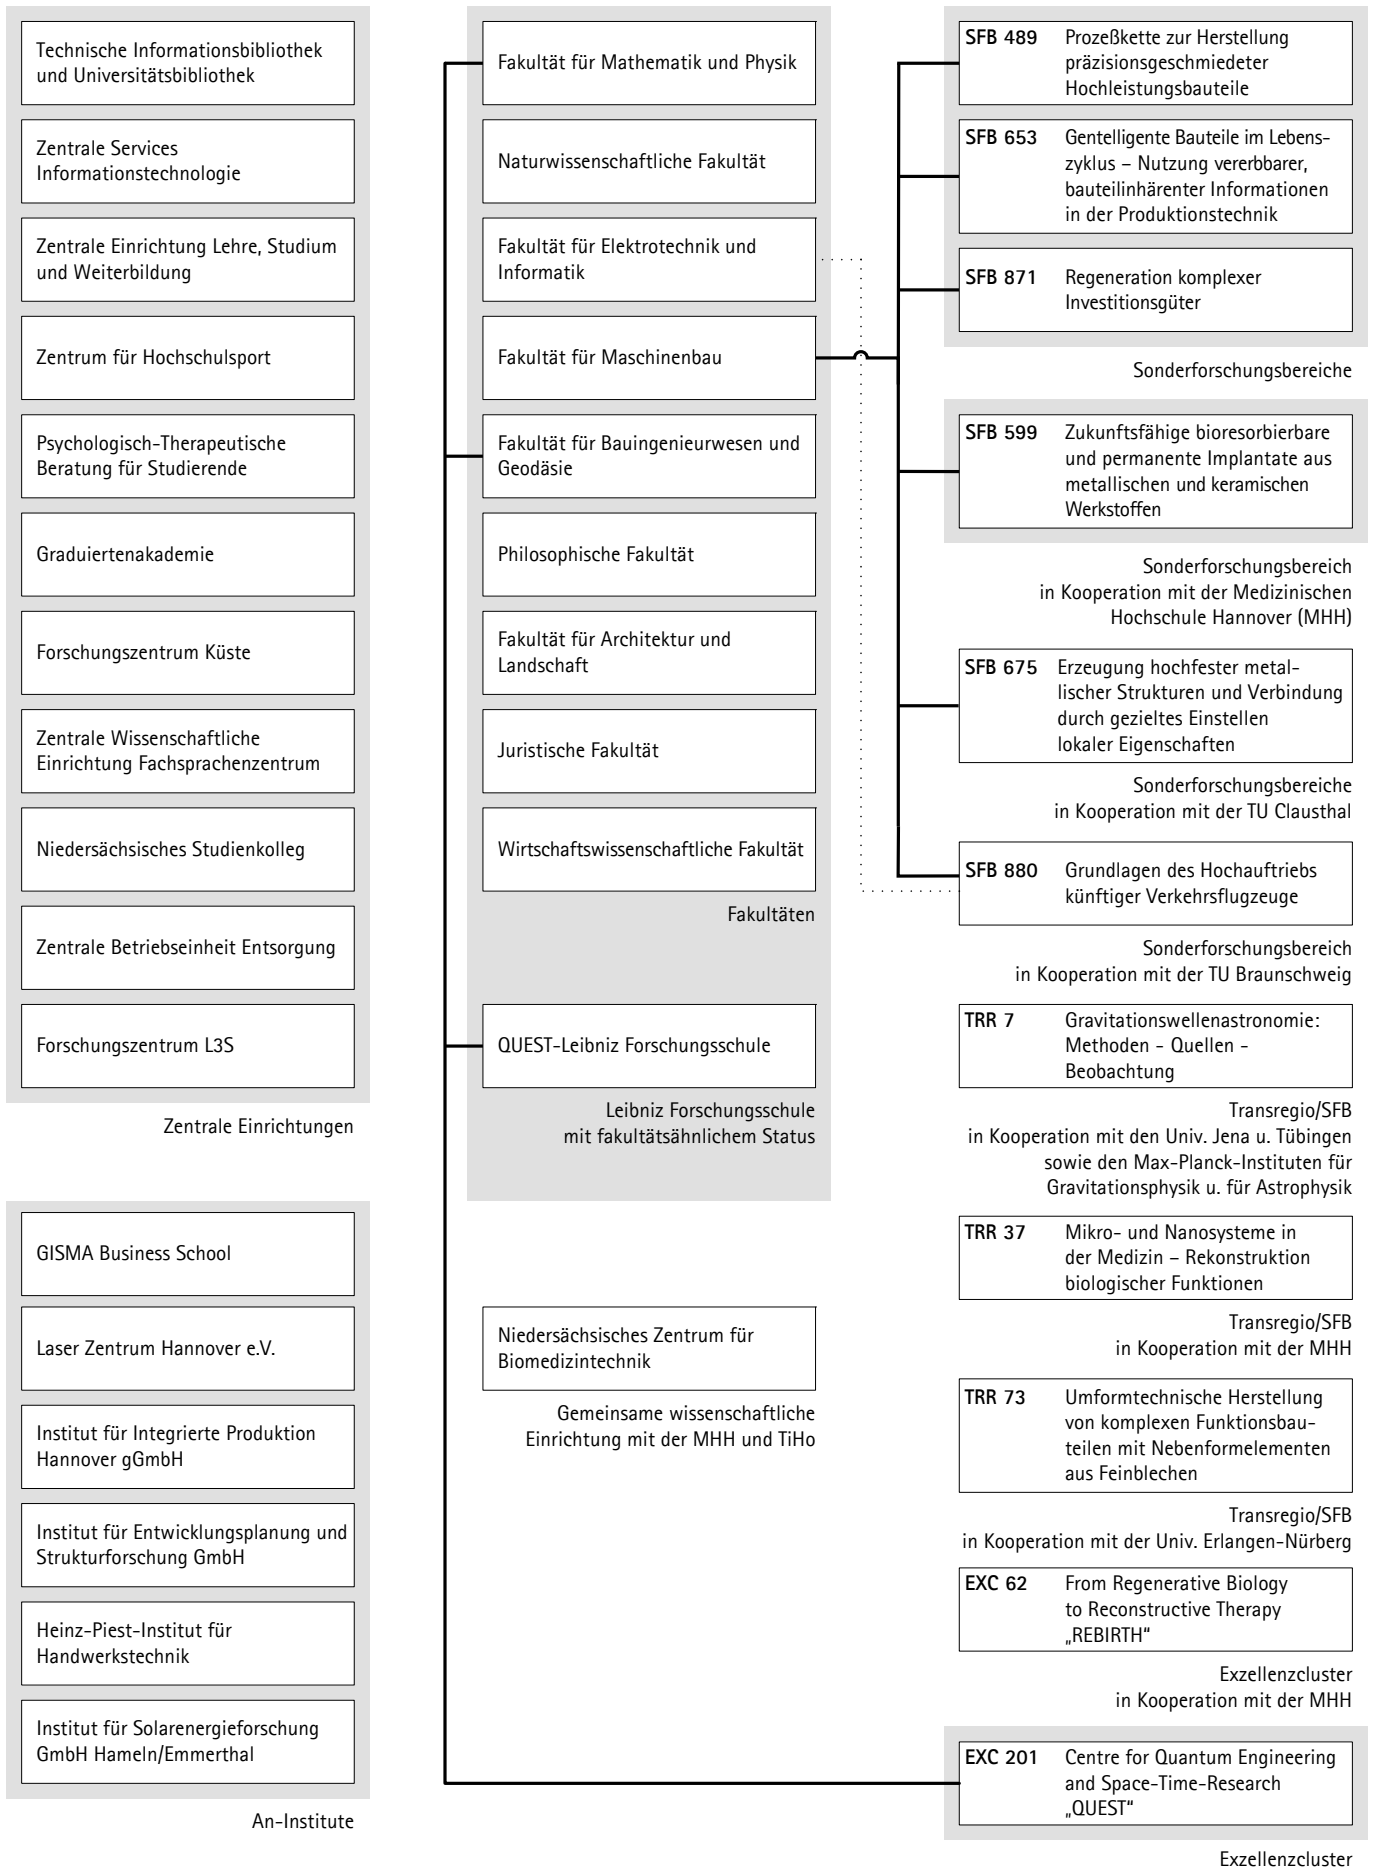 Technische Informationsbibliothek
und Universitätsbibliothek
Zentrale Services
Informationstechnologie
Zentrale Einrichtung Lehre, Studium
und Weiterbildung
Zentrum für Hochschulsport
Psychologisch-Therapeutische
Beratung für Studierende
Graduiertenakademie
Forschungszentrum Küste
Zentrale Wissenschaftliche
Einrichtung Fachsprachenzentrum
Niedersächsisches Studienkolleg
Zentrale Betriebseinheit Entsorgung
Forschungszentrum L3S
Zentrale Einrichtungen
GISMA Business School
Laser Zentrum Hannover e.V.
Institut für Integrierte Produktion
Hannover gGmbH
Institut für Entwicklungsplanung und
Strukturforschung GmbH
Heinz-Piest-Institut für
Handwerkstechnik
Institut für Solarenergieforschung
GmbH Hameln/Emmerthal
An-Institute
Fakultät für Mathematik und Physik
Naturwissenschaftliche Fakultät
Fakultät für Elektrotechnik und
Informatik
Fakultät für Maschinenbau
Fakultät für Bauingenieurwesen und
Geodäsie
Philosophische Fakultät
Fakultät für Architektur und
Landschaft
Juristische Fakultät
Wirtschaftswissenschaftliche Fakultät
Fakultäten
QUEST-Leibniz Forschungsschule
Leibniz Forschungsschule
mit fakultätsähnlichem Status
Niedersächsisches Zentrum für
Biomedizintechnik
Gemeinsame wissenschaftliche
Einrichtung mit der MHH und TiHo
SFB 489 Prozeßkette zur Herstellung
präzisionsgeschmiedeter
Hochleistungsbauteile
SFB 653 Gentelligente Bauteile im Lebens-
zyklus – Nutzung vererbbarer,
bauteilinhärenter Informationen
in der Produktionstechnik
SFB 871 Regeneration komplexer
Investitionsgüter
Sonderforschungsbereiche
SFB 599 Zukunftsfähige bioresorbierbare
und permanente Implantate aus
metallischen und keramischen
Werkstoffen
Sonderforschungsbereich
in Kooperation mit der Medizinischen
Hochschule Hannover (MHH)
SFB 675 Erzeugung hochfester metal-
lischer Strukturen und Verbindung
durch gezieltes Einstellen
lokaler Eigenschaften
Sonderforschungsbereiche
in Kooperation mit der TU Clausthal
SFB 880 Grundlagen des Hochauftriebs
künftiger Verkehrsflugzeuge
Sonderforschungsbereich
in Kooperation mit der TU Braunschweig
TRR 7 Gravitationswellenastronomie:
Methoden - Quellen -
Beobachtung
Transregio/SFB
in Kooperation mit den Univ. Jena u. Tübingen
sowie den Max-Planck-Instituten für
Gravitationsphysik u. für Astrophysik
TRR 37 Mikro- und Nanosysteme in
der Medizin – Rekonstruktion
biologischer Funktionen
Transregio/SFB
in Kooperation mit der MHH
TRR 73 Umformtechnische Herstellung
von komplexen Funktionsbau-
teilen mit Nebenformelementen
aus Feinblechen
Transregio/SFB
in Kooperation mit der Univ. Erlangen-Nürberg
EXC 62 From Regenerative Biology
to Reconstructive Therapy
„REBIRTH“
Exzellenzcluster
in Kooperation mit der MHH
EXC 201 Centre for Quantum Engineering
and Space-Time-Research
„QUEST“
Exzellenzcluster